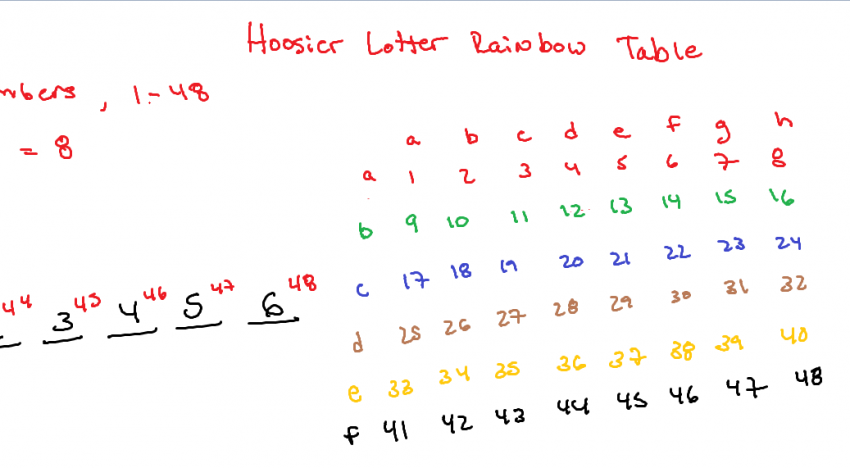 Hoosier Lotter Rainbow Table
mbers, 1-48
= 8
a b c d e f g h
a 1 2 3 4 5 6 7 8
b 9 10 11 12 13 14 15 16
c 17 18 19 20 21 22 23 24
d 25 26 27 28 29 30 31 32
e 33 34 35 36 37 38 39 40
f 41 42 43 44 45 46 47 48
44 3 45 4 46 5 47 6 48